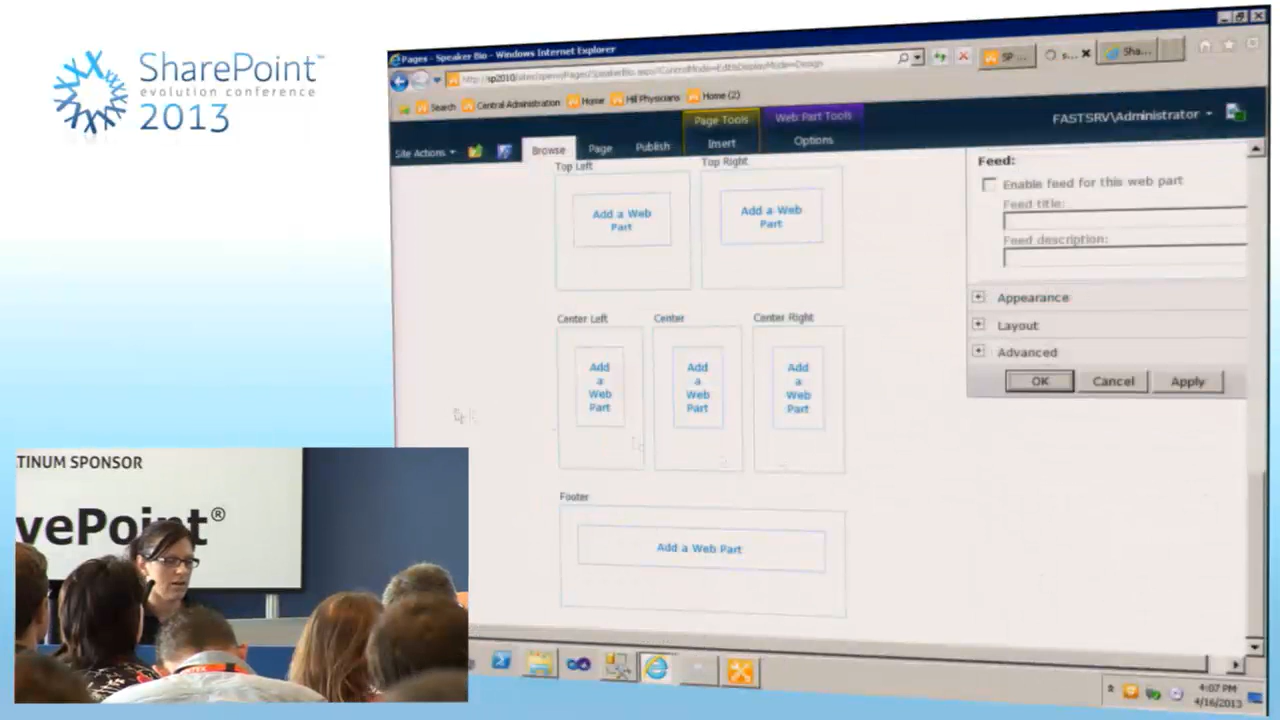 SharePoint™
evolution conference
2013
Pages - Speaker Bio - Windows Internet Explorer
SP ...
s...
Sha...
Search
Central Administration
Home
Hill Physicians
Home (2)
Page Tools
Web Part Tools
FASTSRV\Administrator
Site Actions
Browse
Page
Publish
Insert
Options
Top Left
Top Right
Add a Web
Part
Add a Web
Part
Feed:
Enable feed for this web part
Feed title:
Feed description:
Appearance
Layout
Advanced
OK
Cancel
Apply
Center Left
Center
Center Right
Add
a
Web
Part
Add
a
Web
Part
Add
a
Web
Part
Footer
Add a Web Part
4:07 PM
4/16/2013
TINUM SPONSOR
vePoint®